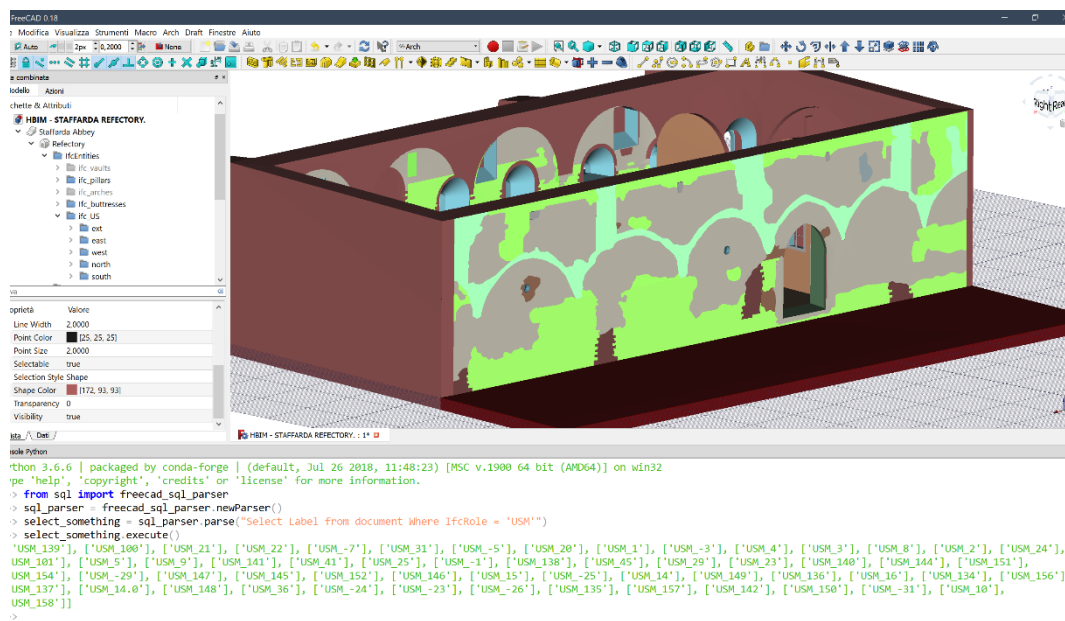 FreeCAD 0.18
Modifica Visualizza Strumenti Macro Arch Draft Finestre Aiuto
Auto 2px 0,2000 None Arch
combinata
Modello Azioni
chette & Attributi
HBIM - STAFFARDA REFECTORY.
Staffarda Abbey
Refectory
IfcEntities
ifc_vaults
ifc_pillars
ifc_arches
ifc_buttresses
ifc_US
ext
east
west
north
south
va
oprietà Valore
Line Width 2,0000
Point Color [25, 25, 25]
Point Size 2,0000
Selectable true
Selection Style Shape
Shape Color [172, 93, 93]
Transparency 0
Visibility true
ista Dati
HBIM - STAFFARDA REFECTORY. : 1*
sole Python
ython 3.6.6 | packaged by conda-forge | (default, Jul 26 2018, 11:48:23) [MSC v.1900 64 bit (AMD64)] on win32
ype 'help', 'copyright', 'credits' or 'license' for more information.
> from sql import freecad_sql_parser
> sql_parser = freecad_sql_parser.newParser()
> select_something = sql_parser.parse("Select Label from document Where IfcRole = 'USM'")
> select_something.execute()
'USM_139'], ['USM_100'], ['USM_21'], ['USM_22'], ['USM_-7'], ['USM_31'], ['USM_-5'], ['USM_20'], ['USM_1'], ['USM_-3'], ['USM_4'], ['USM_3'], ['USM_8'], ['USM_2'], ['USM_24'],
USM_101'], ['USM_5'], ['USM_9'], ['USM_141'], ['USM_41'], ['USM_25'], ['USM_-1'], ['USM_138'], ['USM_45'], ['USM_29'], ['USM_23'], ['USM_140'], ['USM_144'], ['USM_151'],
USM_154'], ['USM_-29'], ['USM_147'], ['USM_145'], ['USM_152'], ['USM_146'], ['USM_15'], ['USM_-25'], ['USM_14'], ['USM_149'], ['USM_136'], ['USM_16'], ['USM_134'], ['USM_156']
USM_137'], ['USM_14.0'], ['USM_148'], ['USM_36'], ['USM_-24'], ['USM_-23'], ['USM_-26'], ['USM_135'], ['USM_157'], ['USM_142'], ['USM_150'], ['USM_-31'], ['USM_10'],
USM_158']]
>